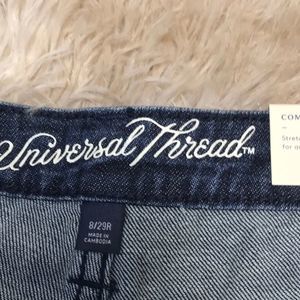 Universal Thread™
8/29R
MADE IN
CAMBODIA
COM
Stretc
for